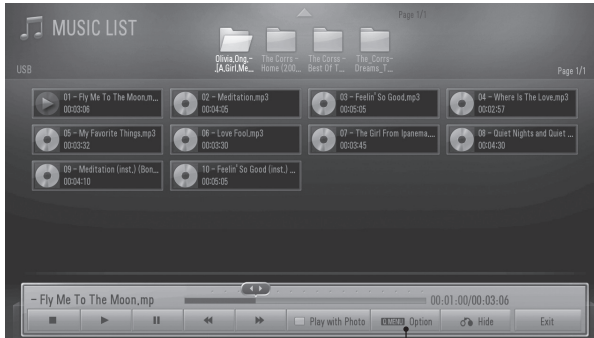 MUSIC LIST
Page 1/1
USB
Olivia,Ong,-
,[A,Girl,Me...
The Corrs -
Home (200...
The Corrs -
Best Of T...
The_Corrs-
Dreams_T...
Page 1/1
01 - Fly Me To The Moon,m...
00:03:06
02 - Meditation,mp3
00:04:05
03 - Feelin' So Good,mp3
00:05:05
04 - Where Is The Love,mp3
00:02:57
05 - My Favorite Things,mp3
00:03:32
06 - Love Fool,mp3
00:03:30
07 - The Girl From Ipanema,...
00:03:45
08 - Quiet Nights and Quiet ...
00:04:30
09 - Meditation (inst,) (Bon...
00:04:10
10 - Feelin' So Good (inst,) ...
00:05:05
- Fly Me To The Moon,mp
00:01:00/00:03:06
Play with Photo
Q.MENU Option
Hide
Exit